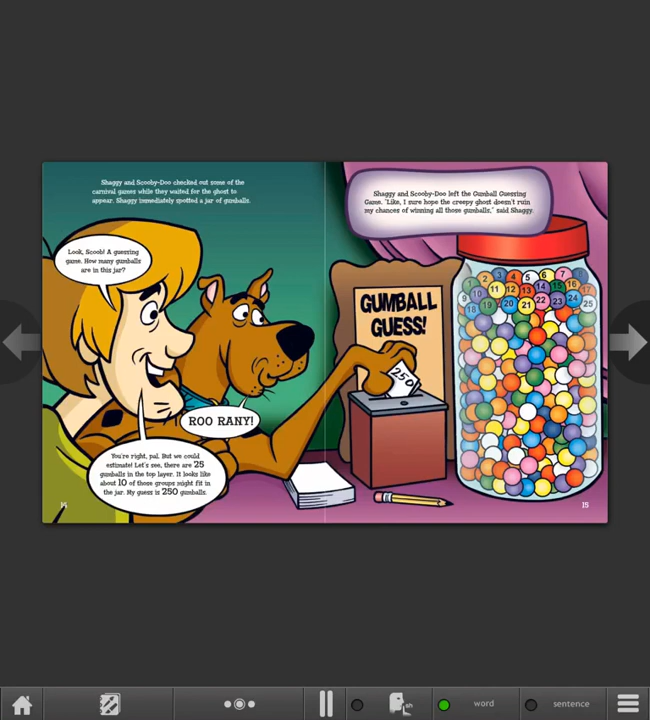 Shaggy and Scooby-Doo checked out some of the
carnival games while they waited for the ghost to
appear. Shaggy immediately spotted a jar of gumballs.
Look, Scoob! A guessing
game. How many gumballs
are in this jar?
ROO RANY!
You're right, pal. But we could
estimate! Let's see, there are 25
gumballs in the top layer. It looks like
about 10 of those groups might fit in
the jar. My guess is 250 gumballs.
14
Shaggy and Scooby-Doo left the Gumball Guessing
Game. "Like, I sure hope the creepy ghost doesn't ruin
my chances of winning all those gumballs," said Shaggy.
GUMBALL
GUESS!
250
2 3 4 5 6 7
9 10 11 12 13 14 15 16
18 19 20 21 22 23 24 25
15
sh
word
sentence